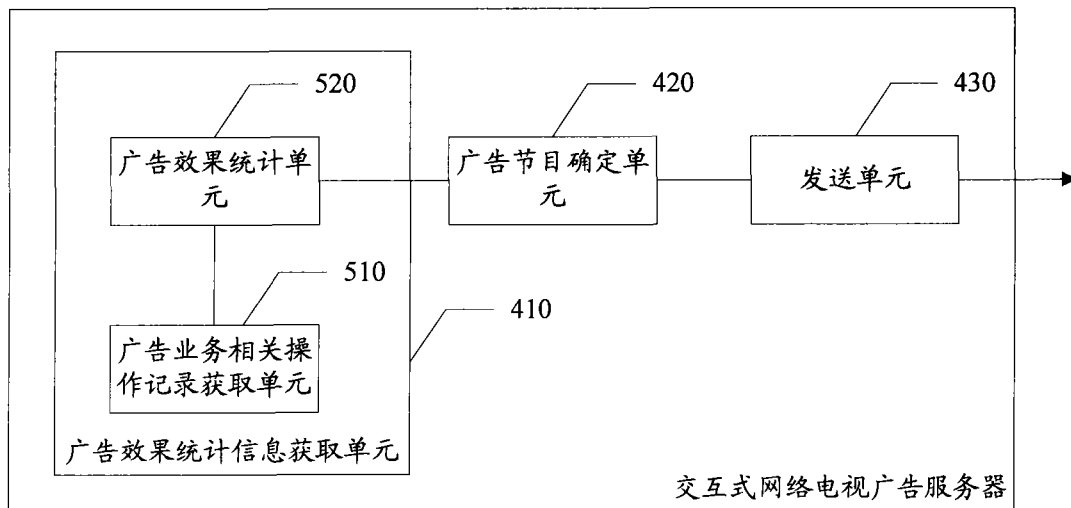 520
420
430
广告效果统计单
元
广告节目确定单
元
发送单元
510
410
广告业务相关操
作记录获取单元
广告效果统计信息获取单元
交互式网络电视广告服务器